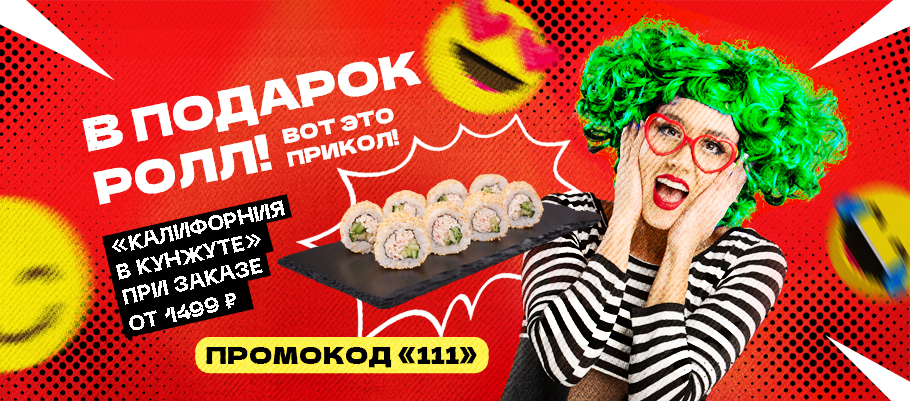 В ПОДАРОК
РОЛЛ!
ВОТ ЭТО
ПРИКОЛ!
«КАЛИФОРНИЯ
В КУНЖУТЕ»
ПРИ ЗАКАЗЕ
ОТ 1499 ₽
ПРОМОКОД «111»